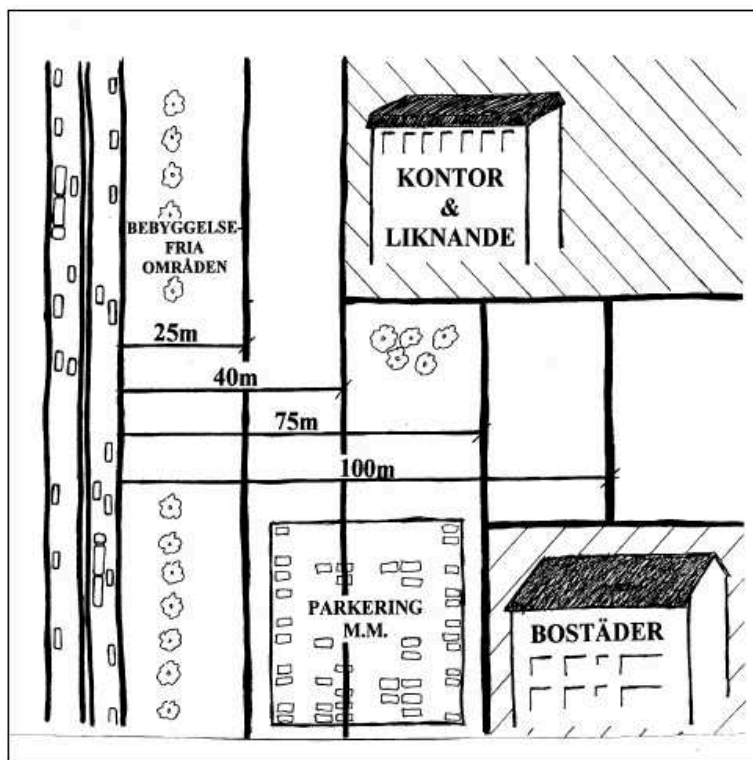 KONTOR
&
LIKNANDE
BEBYGGELSE-
FRIA
OMRÅDEN
25m
40m
75m
100m
PARKERING
M.M.
BOSTÄDER